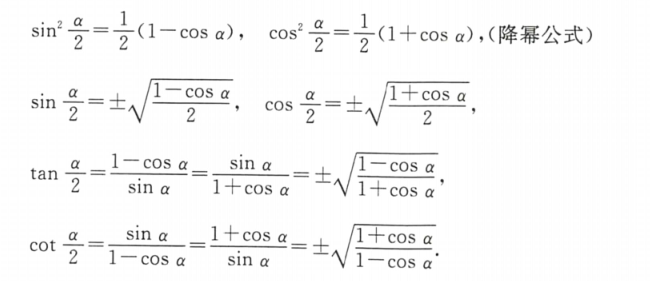 sin² α/2 = 1/2(1−cos α), cos² α/2 = 1/2(1+cos α),(降幂公式)
sin α/2 = ±√((1−cos α)/2), cos α/2 = ±√((1+cos α)/2),
tan α/2 = (1−cos α)/(sin α) = (sin α)/(1+cos α) = ±√((1−cos α)/(1+cos α)),
cot α/2 = (sin α)/(1−cos α) = (1+cos α)/(sin α) = ±√((1+cos α)/(1−cos α)).